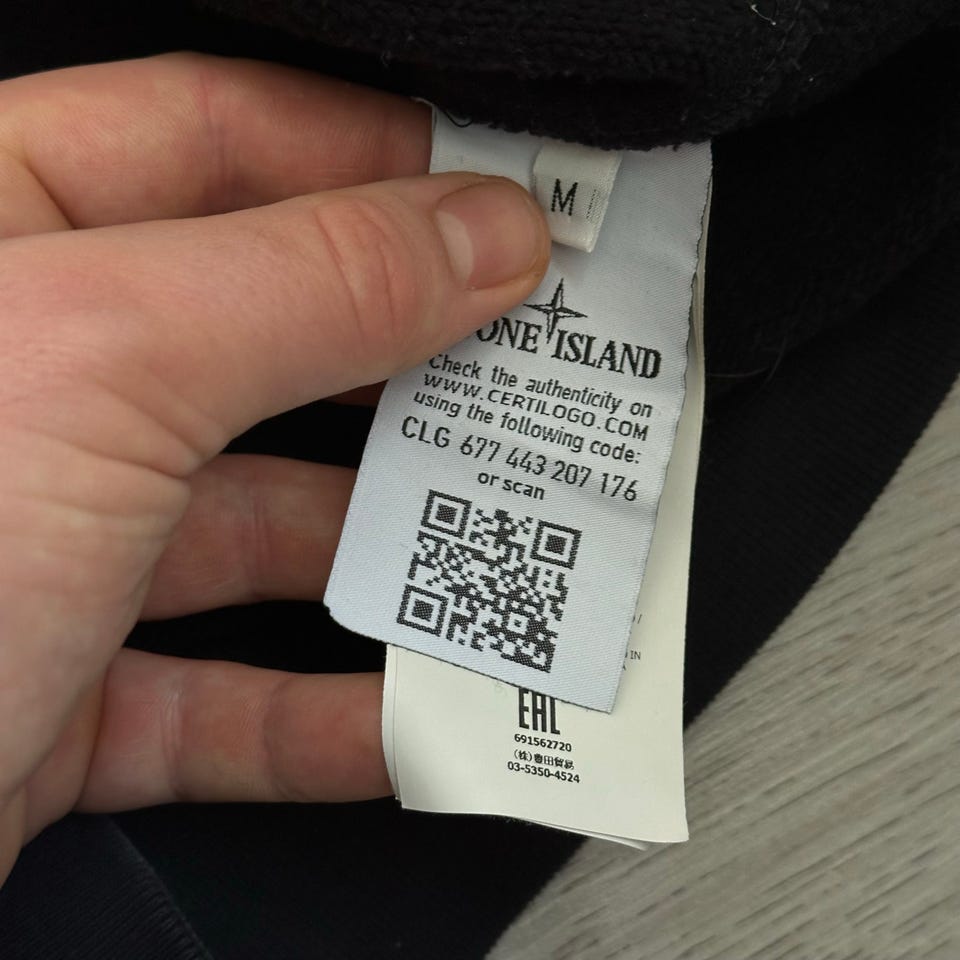 M
ONE ISLAND
Check the authenticity on
WWW.CERTILOGO.COM
using the following code:
CLG 677 443 207 176
or scan
IN
EAC
691562720
(株)豊田貿易
03-5350-4524